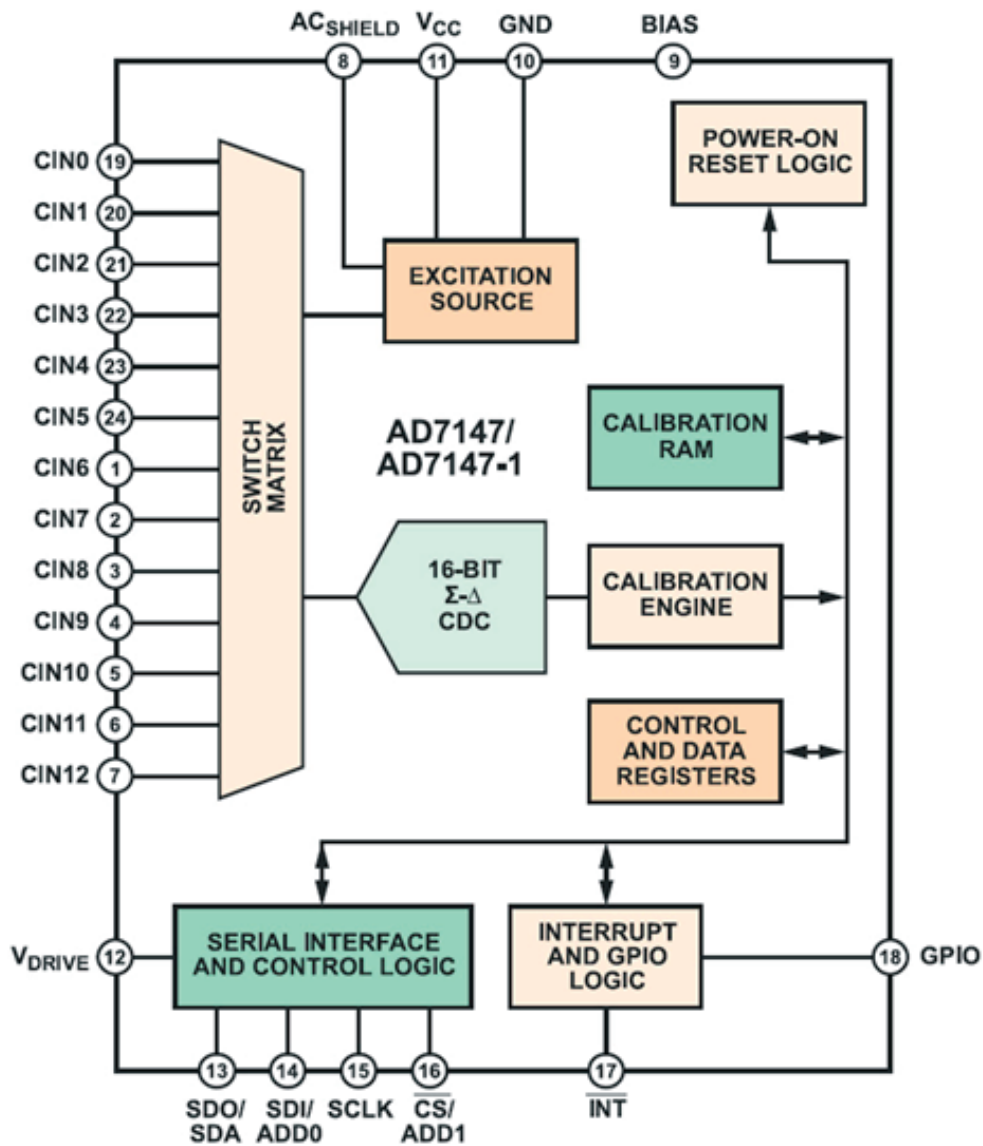 ACSHIELD
VCC
GND
BIAS
8
11
10
9
CIN0 19
CIN1 20
CIN2 21
CIN3 22
CIN4 23
CIN5 24
CIN6 1
CIN7 2
CIN8 3
CIN9 4
CIN10 5
CIN11 6
CIN12 7
SWITCH
MATRIX
EXCITATION
SOURCE
POWER-ON
RESET LOGIC
AD7147/
AD7147-1
CALIBRATION
RAM
16-BIT
Σ-Δ
CDC
CALIBRATION
ENGINE
CONTROL
AND DATA
REGISTERS
VDRIVE 12
SERIAL INTERFACE
AND CONTROL LOGIC
INTERRUPT
AND GPIO
LOGIC
18 GPIO
13
14
15
16
17
SDO/
SDA
SDI/
ADD0
SCLK
CS/
ADD1
INT